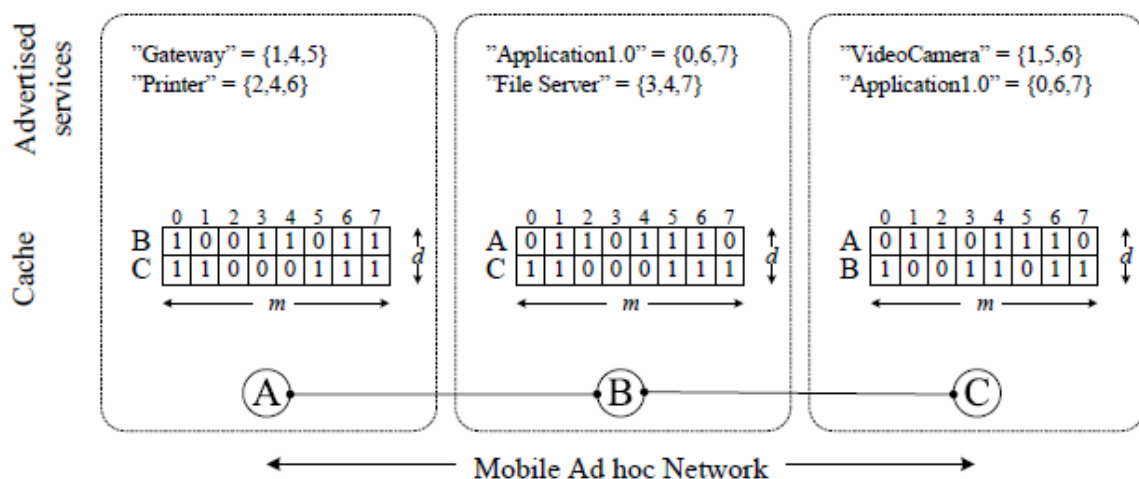 Advertised services
"Gateway" = {1,4,5}
"Printer" = {2,4,6}
"Application1.0" = {0,6,7}
"File Server" = {3,4,7}
"VideoCamera" = {1,5,6}
"Application1.0" = {0,6,7}
Cache
0 1 2 3 4 5 6 7
B 1 0 0 1 1 0 1 1
C 1 1 0 0 0 1 1 1
d
m
0 1 2 3 4 5 6 7
A 0 1 1 0 1 1 1 0
C 1 1 0 0 0 1 1 1
d
m
0 1 2 3 4 5 6 7
A 0 1 1 0 1 1 1 0
B 1 0 0 1 1 0 1 1
d
m
A
B
C
Mobile Ad hoc Network